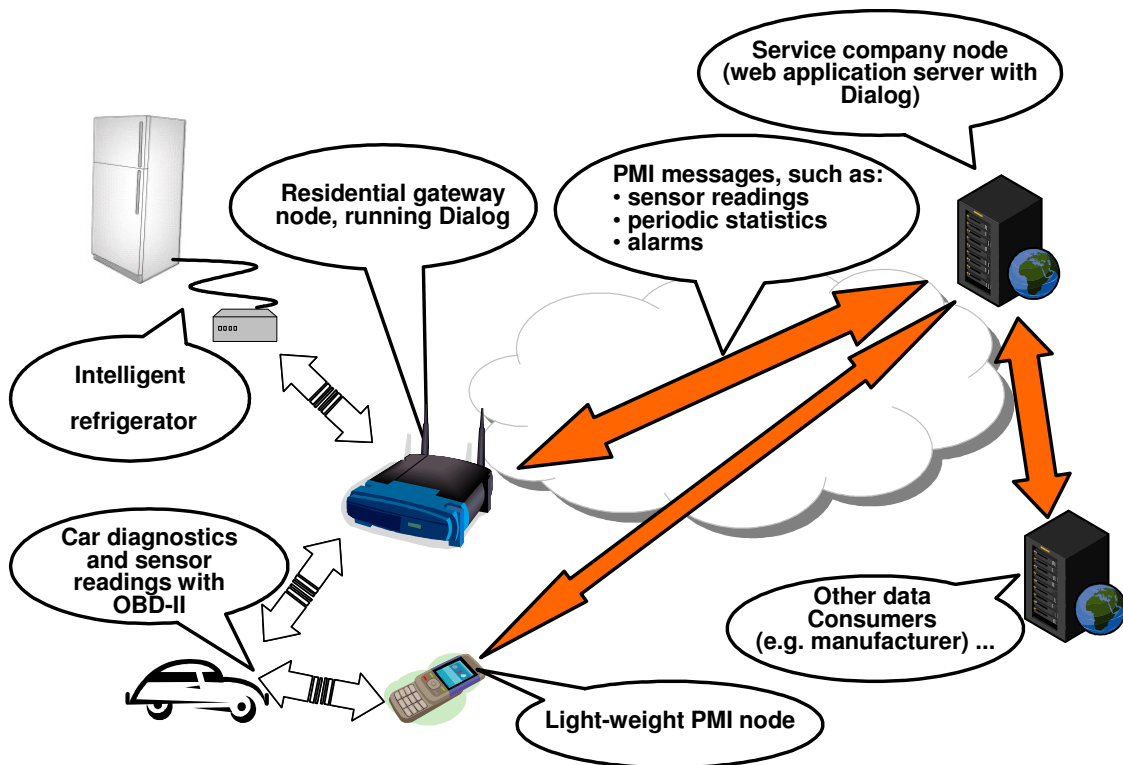 Service company node
(web application server with
Dialog)
PMI messages, such as:
• sensor readings
• periodic statistics
• alarms
Residential gateway
node, running Dialog
Intelligent
refrigerator
Car diagnostics
and sensor
readings with
OBD-II
Other data
Consumers
(e.g. manufacturer) ...
Light-weight PMI node